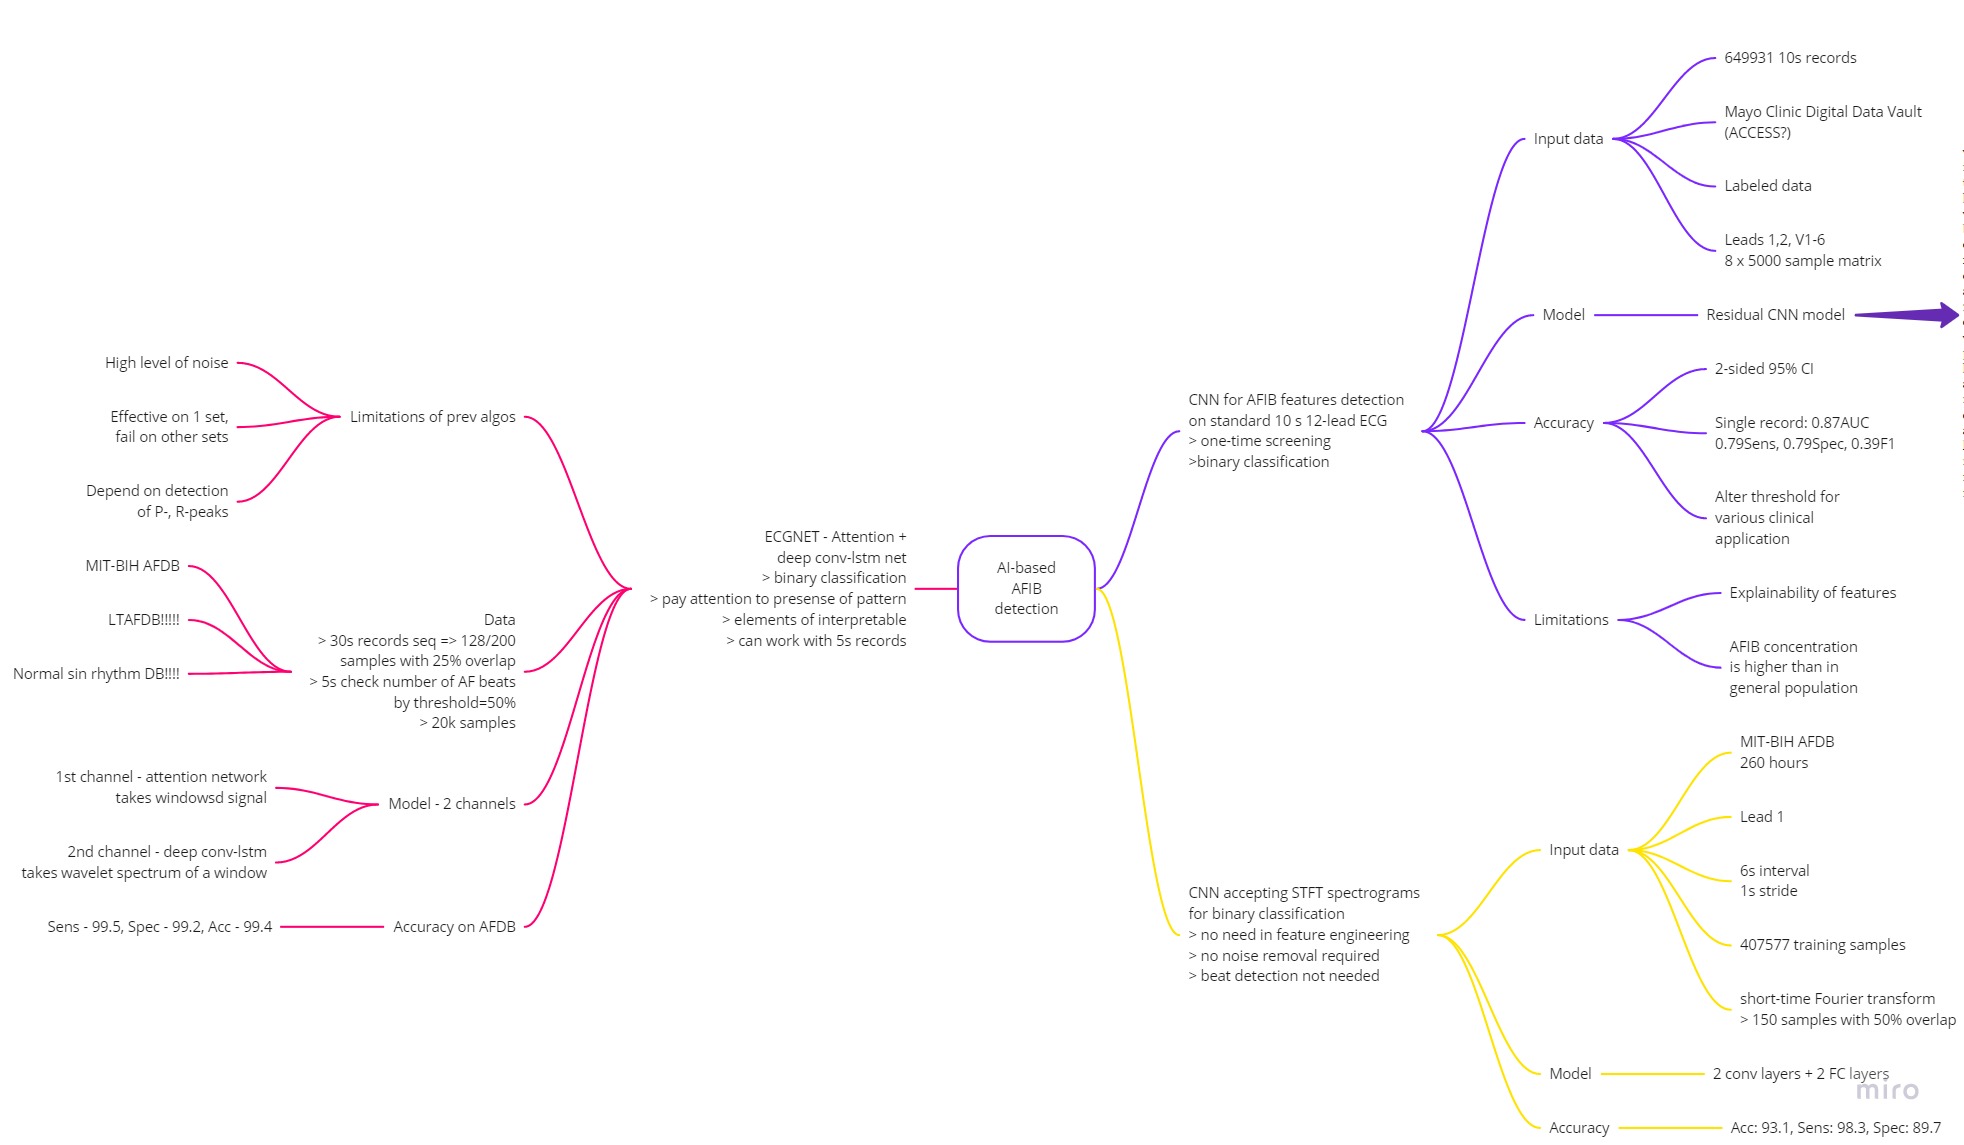 AI-based
AFIB
detection
ECGNET - Attention +
deep conv-lstm net
> binary classification
> pay attention to presense of pattern
> elements of interpretable
> can work with 5s records
Limitations of prev algos
High level of noise
Effective on 1 set,
fail on other sets
Depend on detection
of P-, R-peaks
Data
> 30s records seq => 128/200
samples with 25% overlap
> 5s check number of AF beats
by threshold=50%
> 20k samples
MIT-BIH AFDB
LTAFDB!!!!!
Normal sin rhythm DB!!!!
Model - 2 channels
1st channel - attention network
takes windowsd signal
2nd channel - deep conv-lstm
takes wavelet spectrum of a window
Accuracy on AFDB
Sens - 99.5, Spec - 99.2, Acc - 99.4
CNN for AFIB features detection
on standard 10 s 12-lead ECG
> one-time screening
>binary classification
Input data
649931 10s records
Mayo Clinic Digital Data Vault
(ACCESS?)
Labeled data
Leads 1,2, V1-6
8 x 5000 sample matrix
Model
Residual CNN model
Accuracy
2-sided 95% CI
Single record: 0.87AUC
0.79Sens, 0.79Spec, 0.39F1
Alter threshold for
various clinical
application
Limitations
Explainability of features
AFIB concentration
is higher than in
general population
CNN accepting STFT spectrograms
for binary classification
> no need in feature engineering
> no noise removal required
> beat detection not needed
Input data
MIT-BIH AFDB
260 hours
Lead 1
6s interval
1s stride
407577 training samples
short-time Fourier transform
> 150 samples with 50% overlap
Model
2 conv layers + 2 FC layers
Accuracy
Acc: 93.1, Sens: 98.3, Spec: 89.7
miro